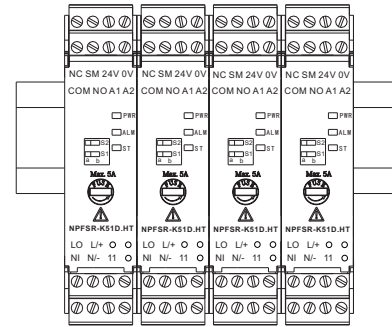 NC SM 24V 0V NC SM 24V 0V NC SM 24V 0V NC SM 24V 0V
COM NO A1 A2 COM NO A1 A2 COM NO A1 A2 COM NO A1 A2
PWR PWR PWR PWR
ALM ALM ALM ALM
S2 S2 S2 S2
S1 ST S1 ST S1 ST S1 ST
a b a b a b a b
Max. 5A Max. 5A Max. 5A Max. 5A
FUSE FUSE FUSE FUSE
NPFSR-K51D.HT NPFSR-K51D.HT NPFSR-K51D.HT NPFSR-K51D.HT
LO L/+ LO L/+ LO L/+ LO L/+
NI N/- 11 NI N/- 11 NI N/- 11 NI N/- 11